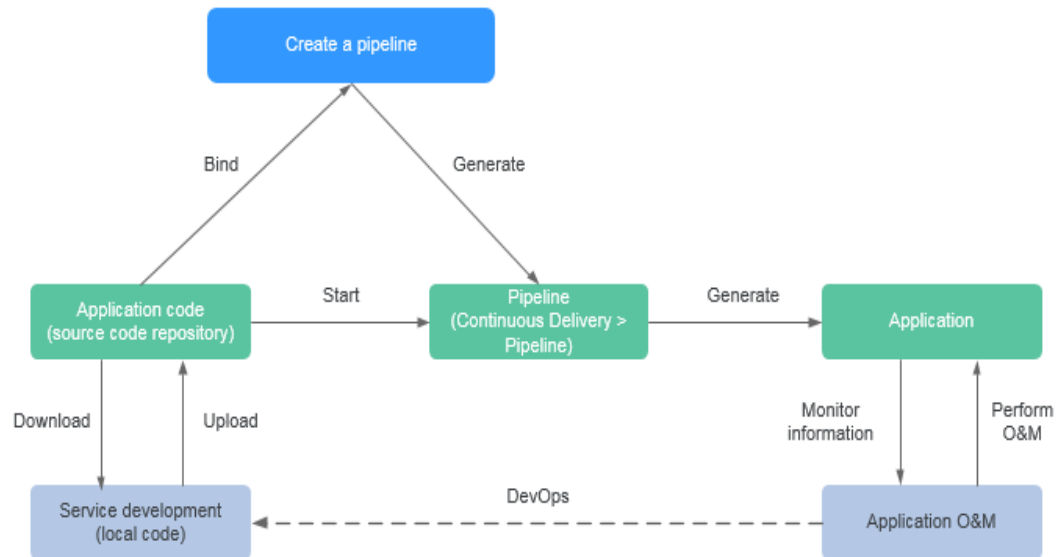 Create a pipeline
Bind
Generate
Application code
(source code repository)
Start
Pipeline
(Continuous Delivery >
Pipeline)
Generate
Application
Download
Upload
Monitor
information
Perform
O&M
Service development
(local code)
DevOps
Application O&M